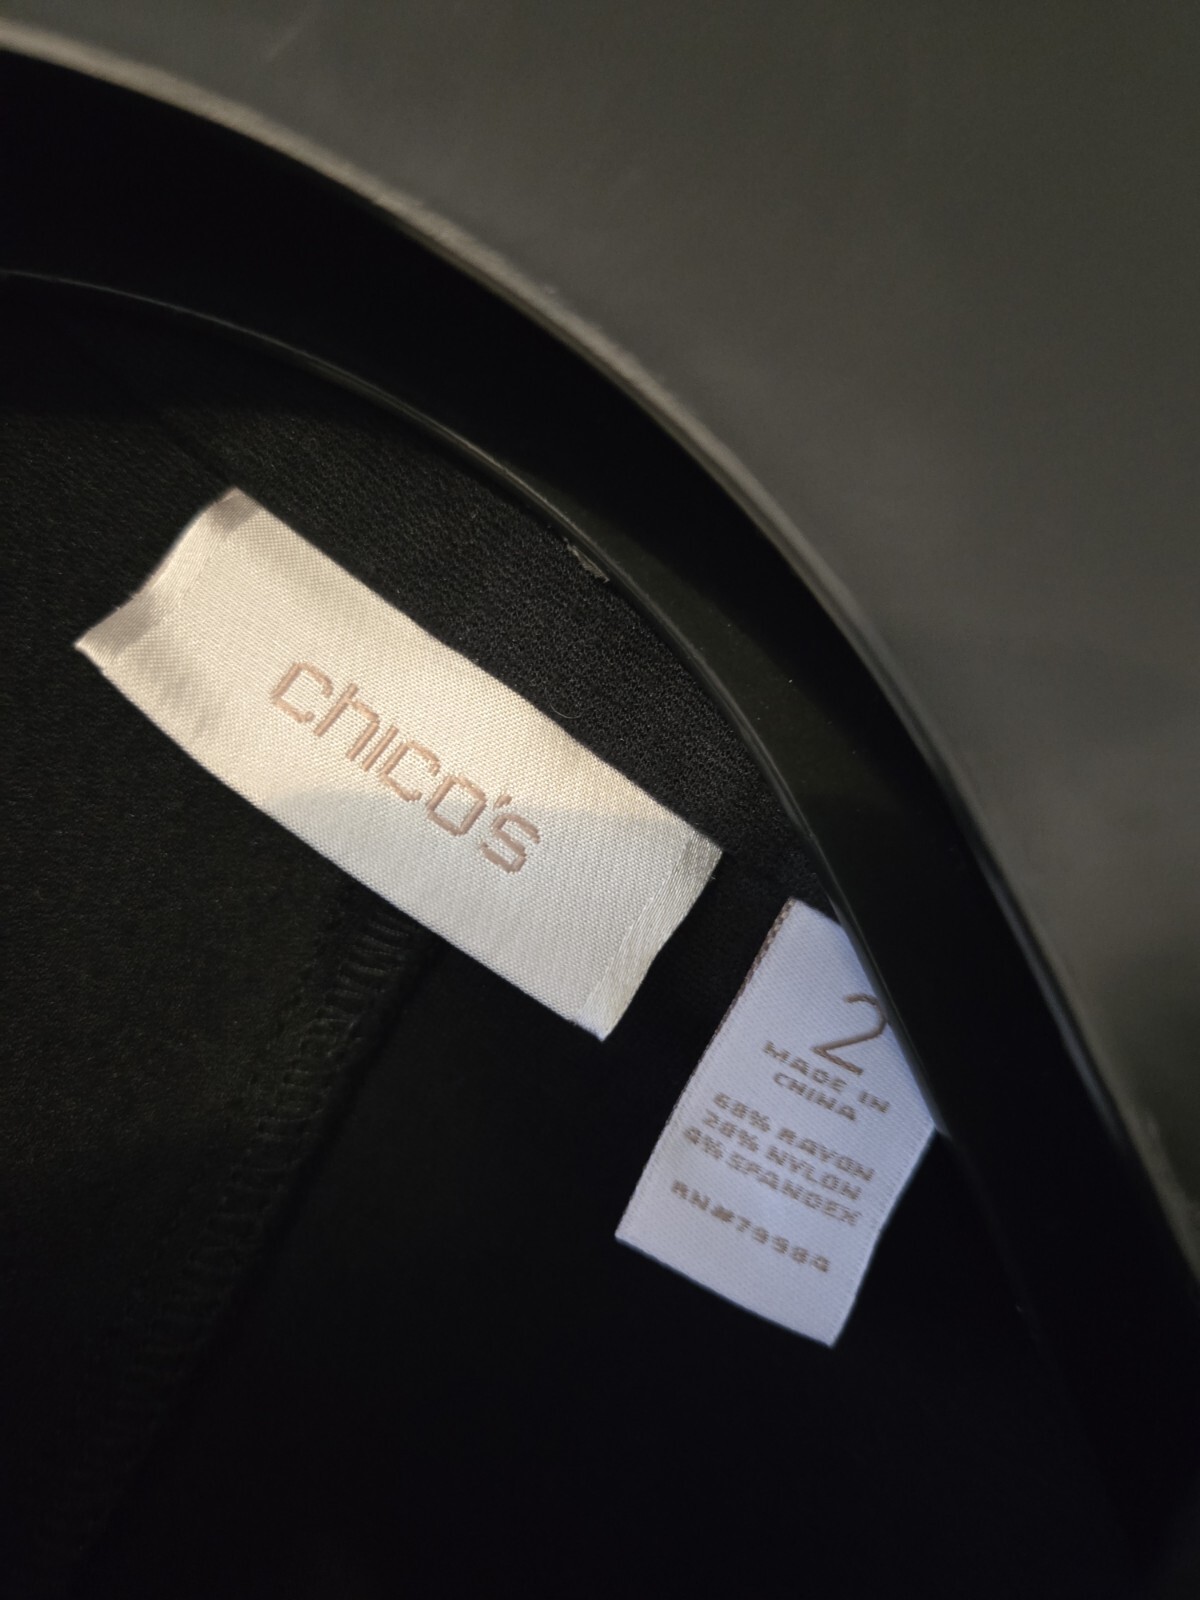 chico's
2
MADE IN
CHINA
68% RAYON
28% NYLON
4% SPANDEX
RN#79984